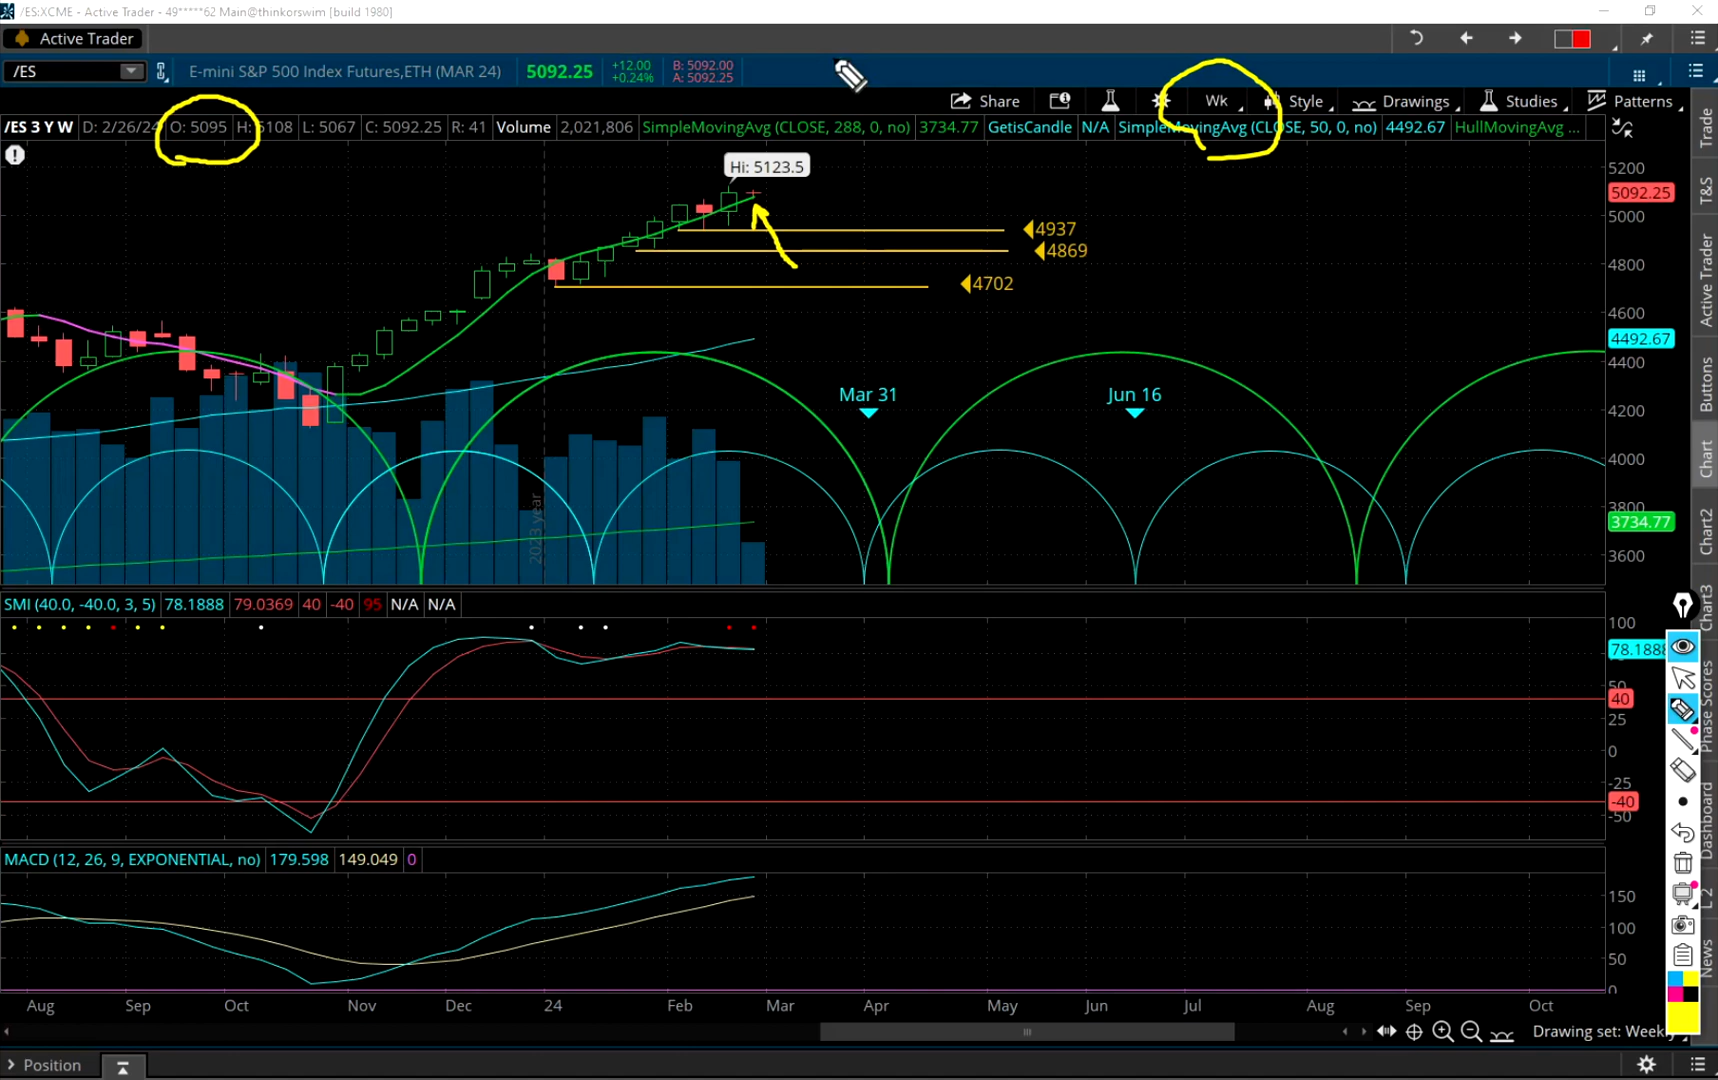 /ES:XCME - Active Trader - 49*****62 Main@thinkorswim [build 1980]
Active Trader
/ES E-mini S&P 500 Index Futures,ETH (MAR 24) 5092.25 +12.00 +0.24% B: 5092.00 A: 5092.25
Share Wk Style Drawings Studies Patterns
/ES 3 Y W D: 2/26/24 O: 5095 H: 5108 L: 5067 C: 5092.25 R: 41 Volume 2,021,806 SimpleMovingAvg (CLOSE, 288, 0, no) 3734.77 GetisCandle N/A SimpleMovingAvg (CLOSE, 50, 0, no) 4492.67 HullMovingAvg ...
Hi: 5123.5
5200
5092.25
5000
4937
4869
4800
4702
4600
4492.67
4400
Mar 31 Jun 16
4200
4000
3800
3734.77
3600
2023 year
SMI (40.0, -40.0, 3, 5) 78.1888 79.0369 40 -40 95 N/A N/A
100
78.1888
50
40
25
0
-25
-40
-50
MACD (12, 26, 9, EXPONENTIAL, no) 179.598 149.049 0
150
100
50
0
Aug Sep Oct Nov Dec 24 Feb Mar Apr May Jun Jul Aug Sep Oct
Drawing set: Weekly
Position
Trade
T&S
Active Trader
Buttons
Chart
Chart2
Chart3
Phase Scores
Dashboard
L 2
News